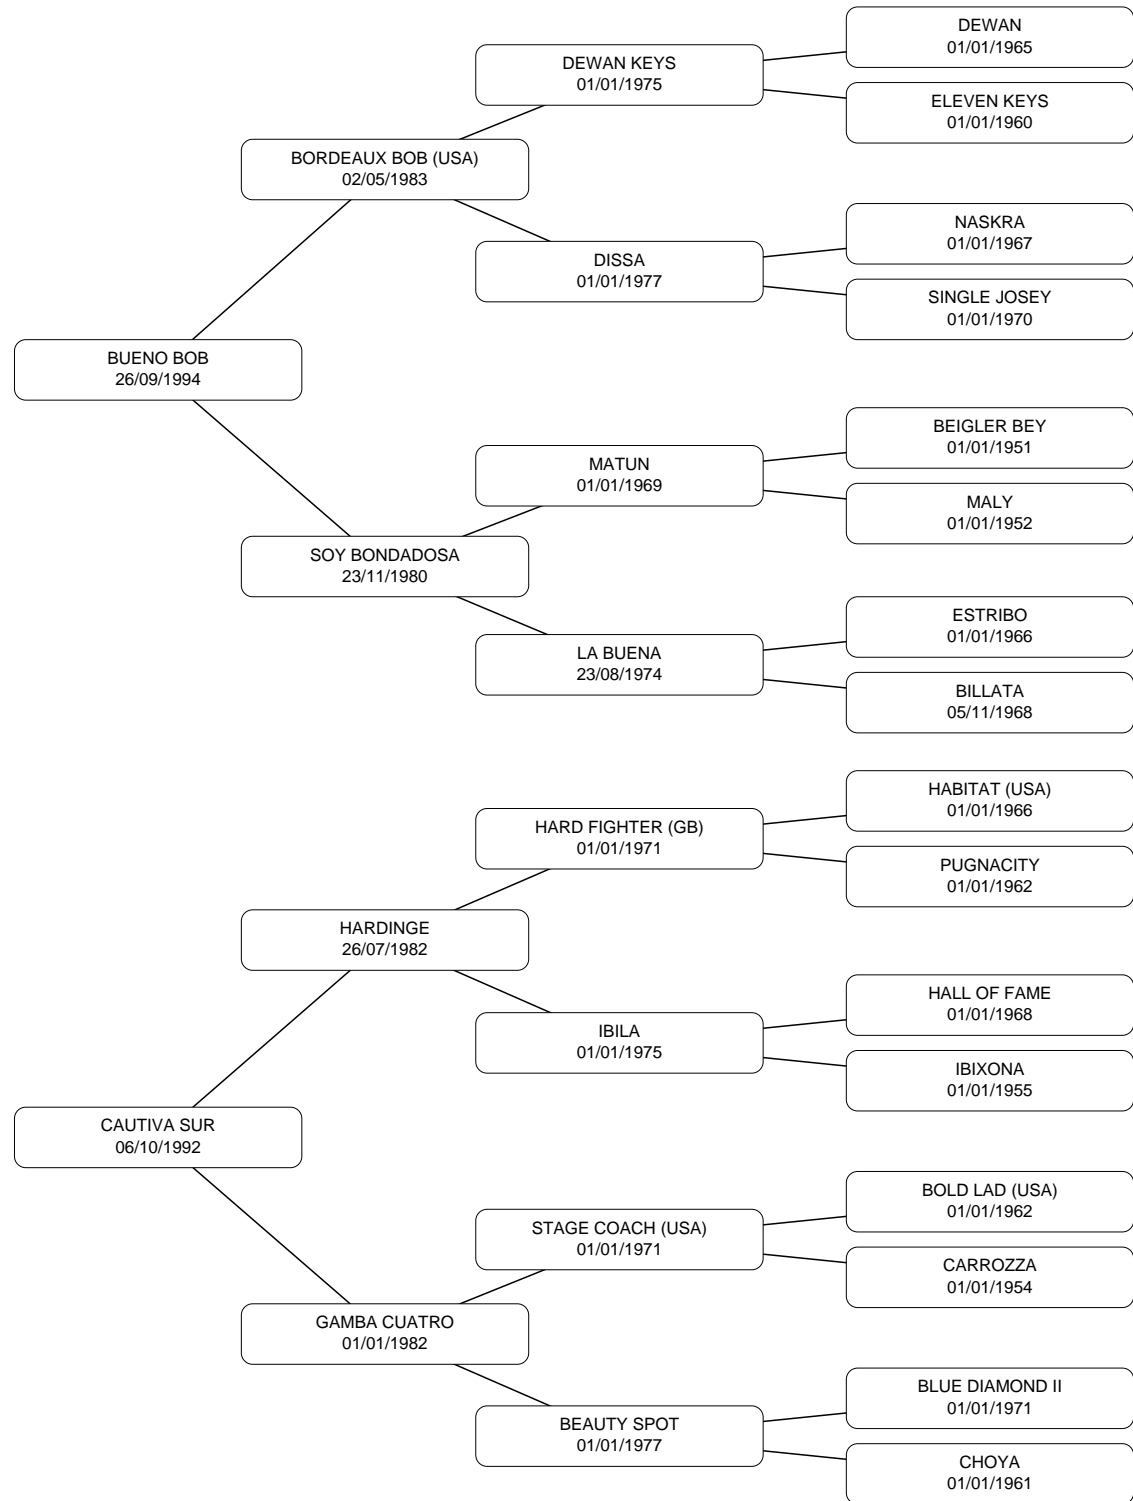 DEWAN
01/01/1965
DEWAN KEYS
01/01/1975
ELEVEN KEYS
01/01/1960
BORDEAUX BOB (USA)
02/05/1983
NASKRA
01/01/1967
DISSA
01/01/1977
SINGLE JOSEY
01/01/1970
BUENO BOB
26/09/1994
BEIGLER BEY
01/01/1951
MATUN
01/01/1969
MALY
01/01/1952
SOY BONDADOSA
23/11/1980
ESTRIBO
01/01/1966
LA BUENA
23/08/1974
BILLATA
05/11/1968
HABITAT (USA)
01/01/1966
HARD FIGHTER (GB)
01/01/1971
PUGNACITY
01/01/1962
HARDINGE
26/07/1982
HALL OF FAME
01/01/1968
IBILA
01/01/1975
IBIXONA
01/01/1955
CAUTIVA SUR
06/10/1992
BOLD LAD (USA)
01/01/1962
STAGE COACH (USA)
01/01/1971
CARROZZA
01/01/1954
GAMBA CUATRO
01/01/1982
BLUE DIAMOND II
01/01/1971
BEAUTY SPOT
01/01/1977
CHOYA
01/01/1961